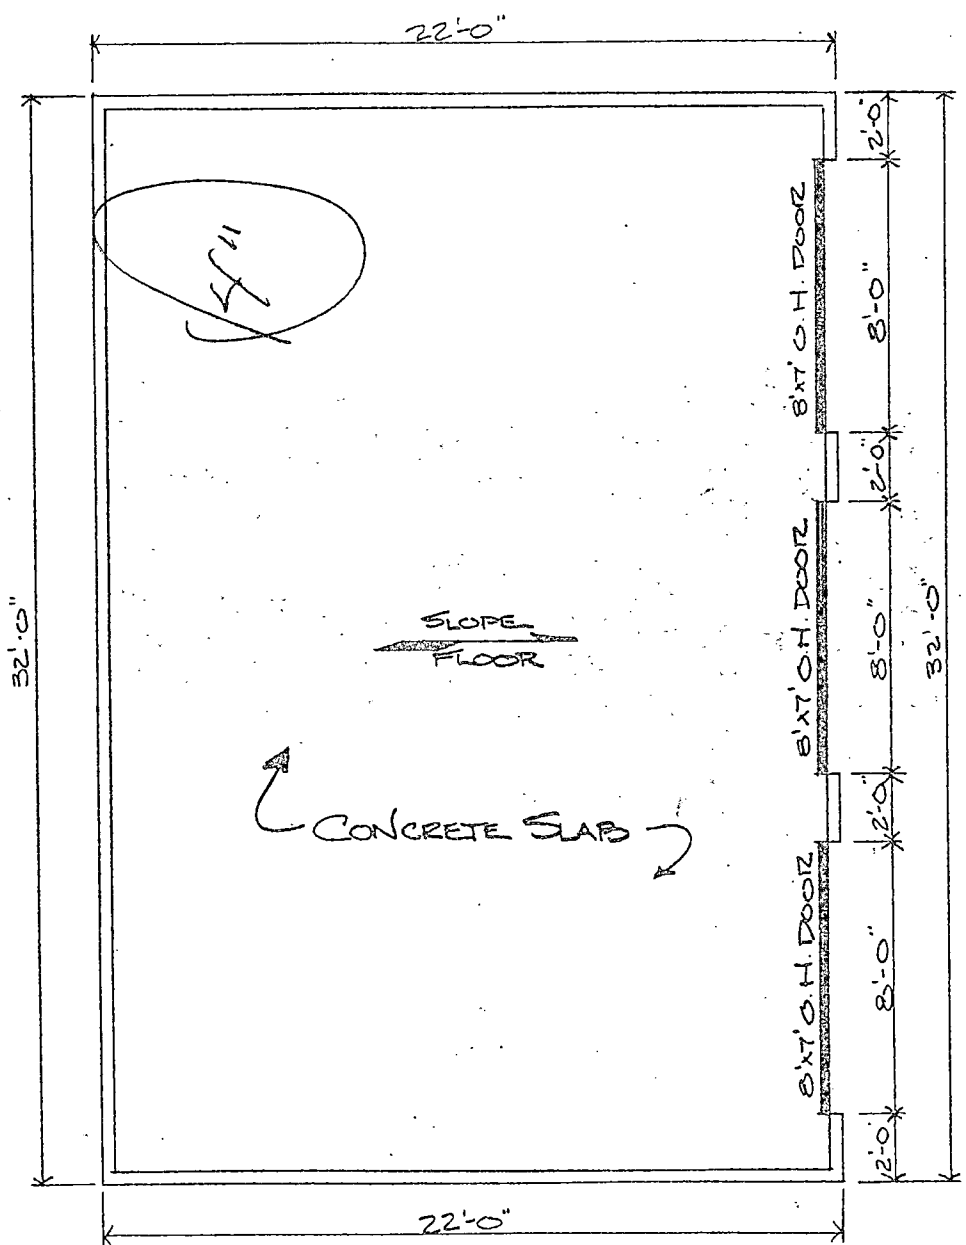 22'-0"
2'-0"
4"
8'x7' O.H. DOOR
8'-0"
2'-0"
32'-0"
SLOPE
FLOOR
8'x7' O.H. DOOR
8'-0"
32'-0"
CONCRETE SLAB
2'-0"
8'x7' O.H. DOOR
8'-0"
2'-0"
22'-0"